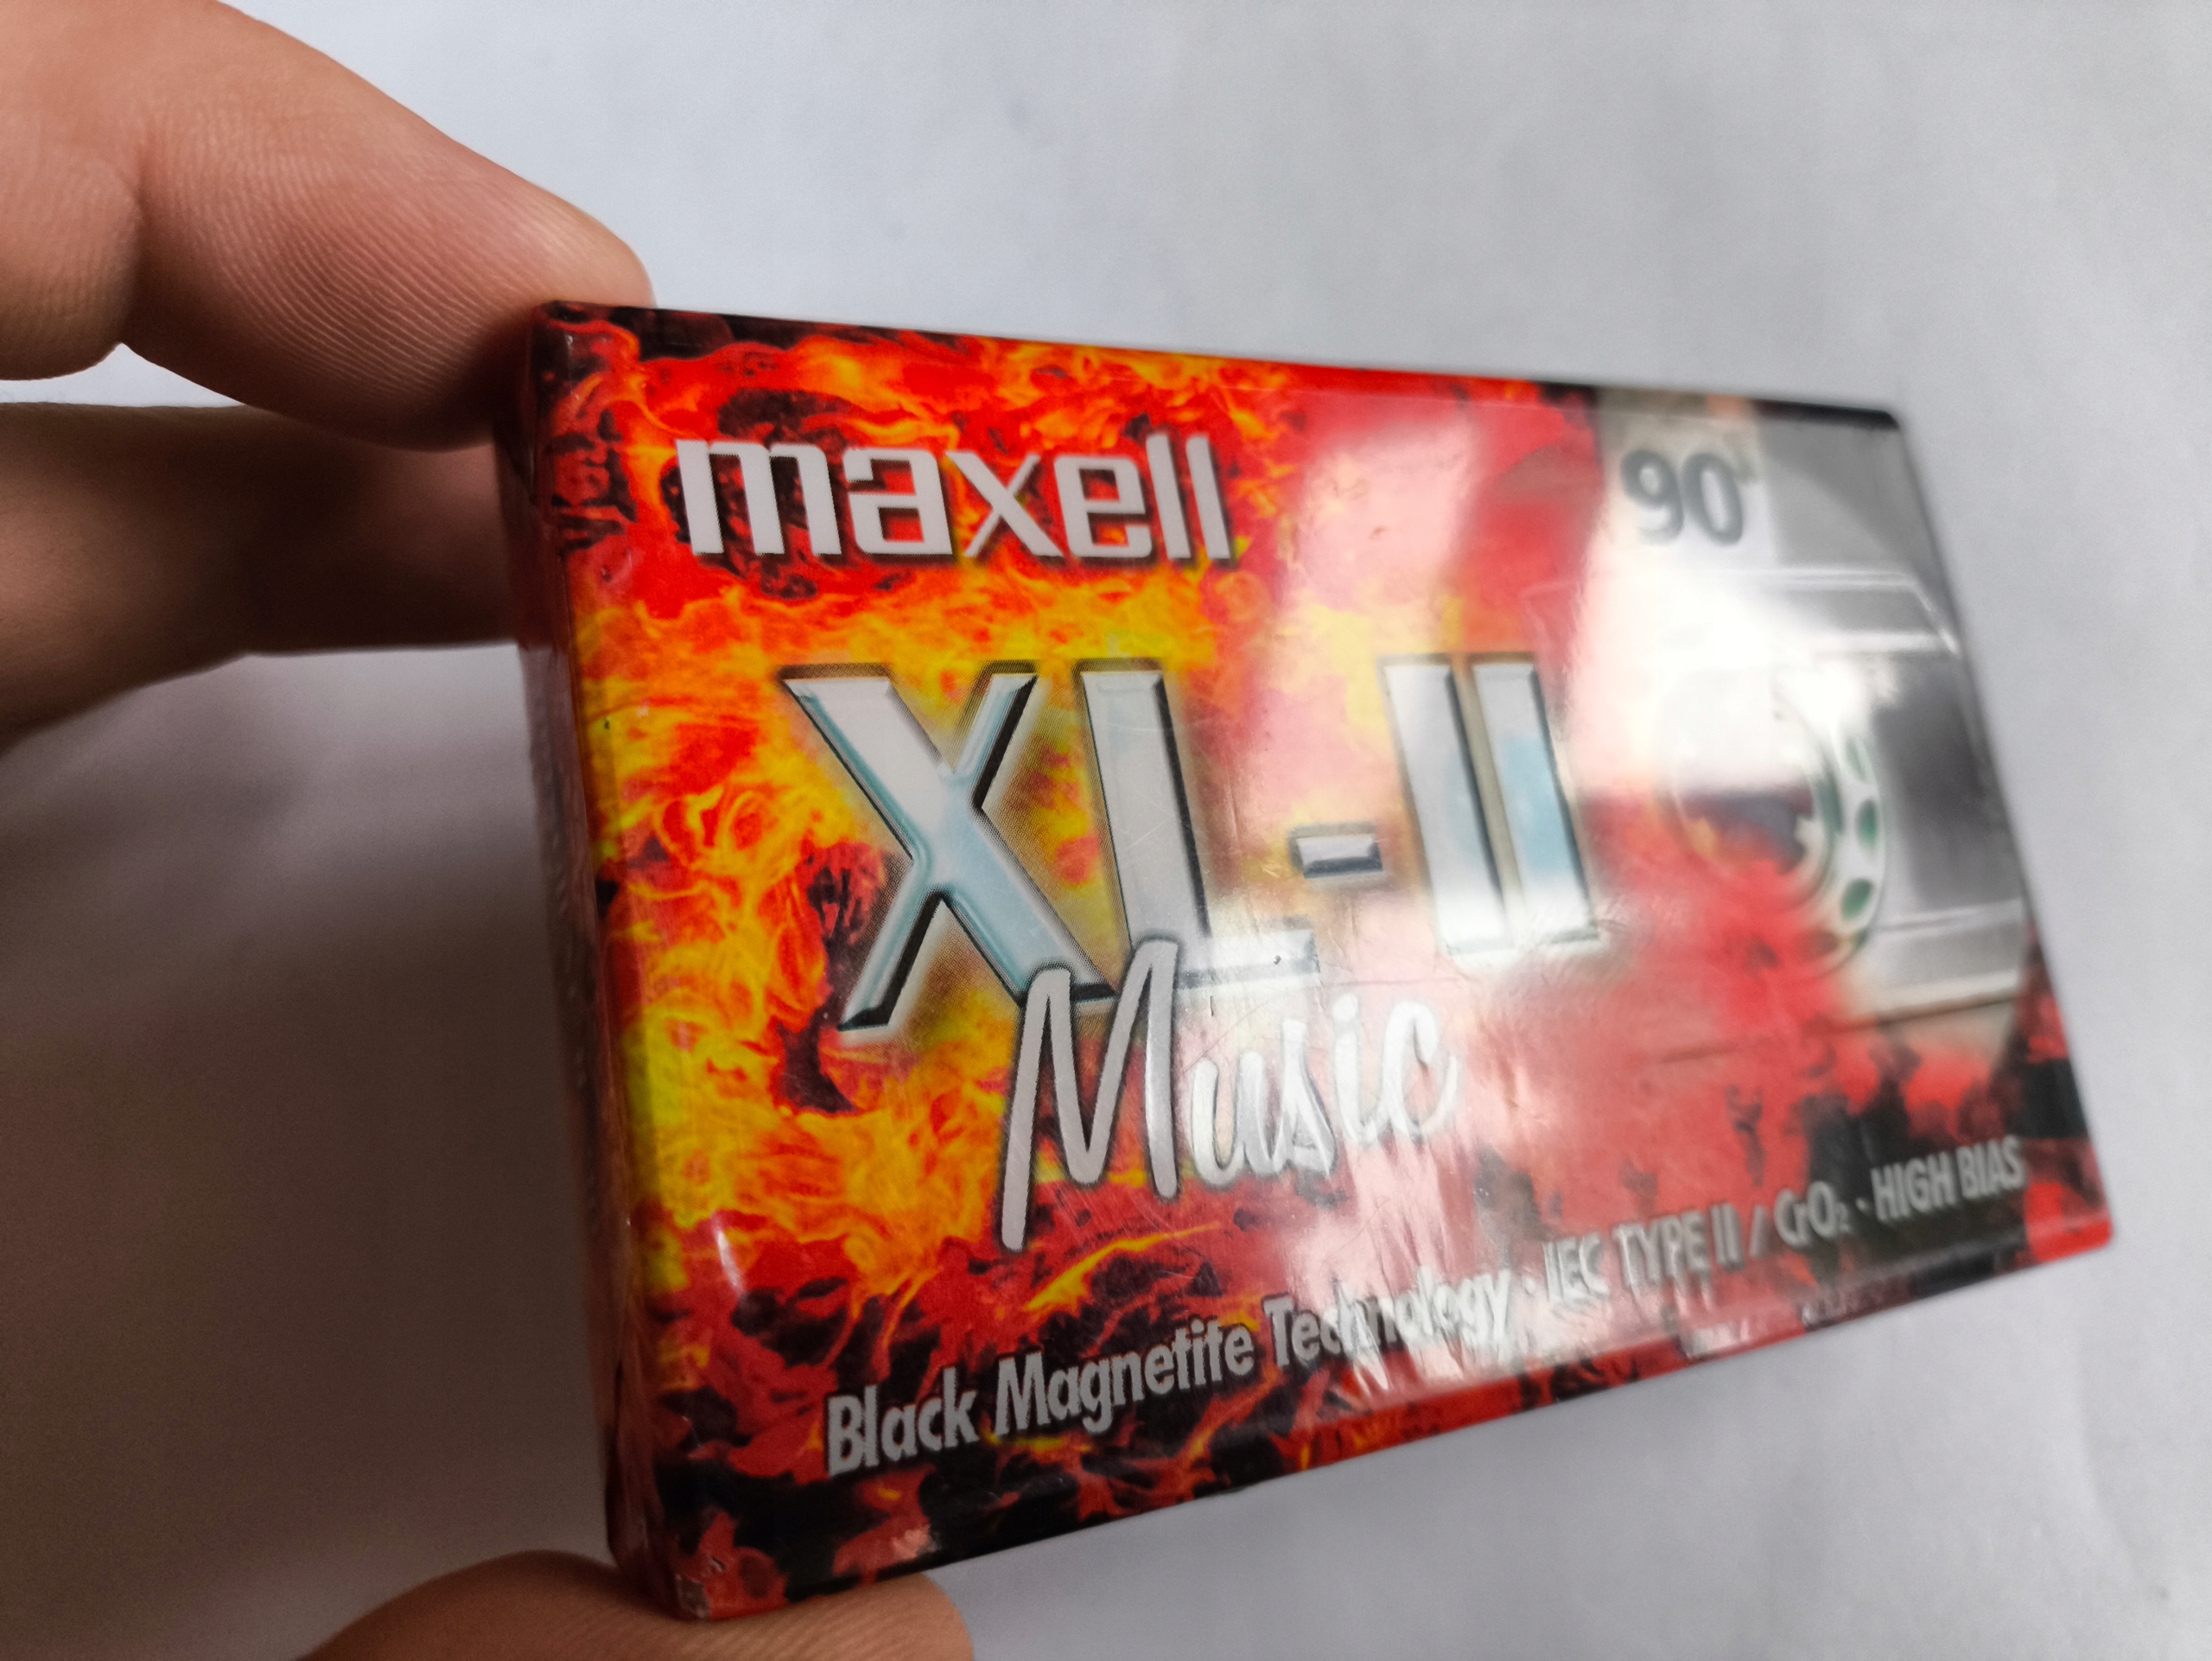 maxell
90
XL-II
Music
Black Magnetite Technology · IEC TYPE II / CrO₂ · HIGH BIAS